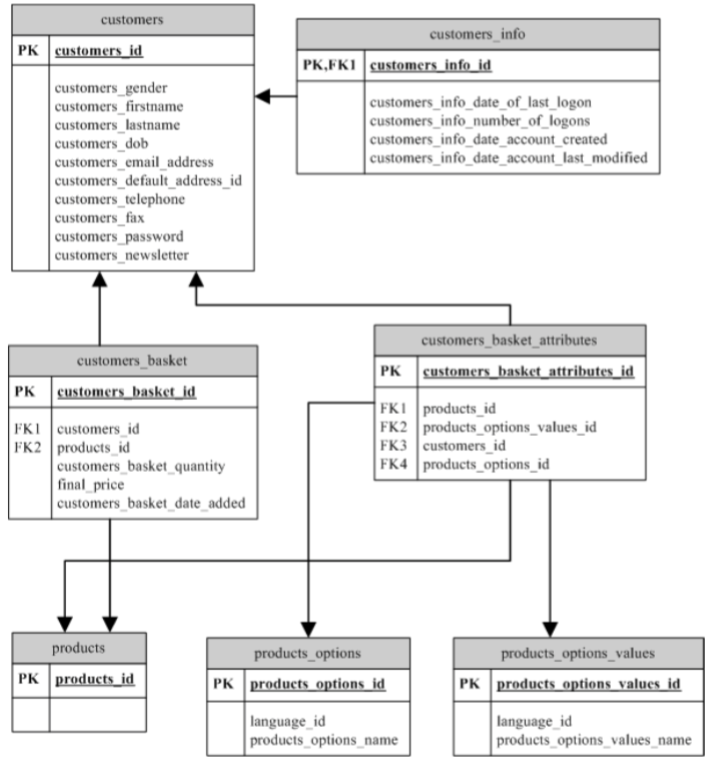 customers
PK customers_id
customers_gender
customers_firstname
customers_lastname
customers_dob
customers_email_address
customers_default_address_id
customers_telephone
customers_fax
customers_password
customers_newsletter
customers_info
PK,FK1 customers_info_id
customers_info_date_of_last_logon
customers_info_number_of_logons
customers_info_date_account_created
customers_info_date_account_last_modified
customers_basket
PK customers_basket_id
FK1 customers_id
FK2 products_id
customers_basket_quantity
final_price
customers_basket_date_added
customers_basket_attributes
PK customers_basket_attributes_id
FK1 products_id
FK2 products_options_values_id
FK3 customers_id
FK4 products_options_id
products
PK products_id
products_options
PK products_options_id
language_id
products_options_name
products_options_values
PK products_options_values_id
language_id
products_options_values_name